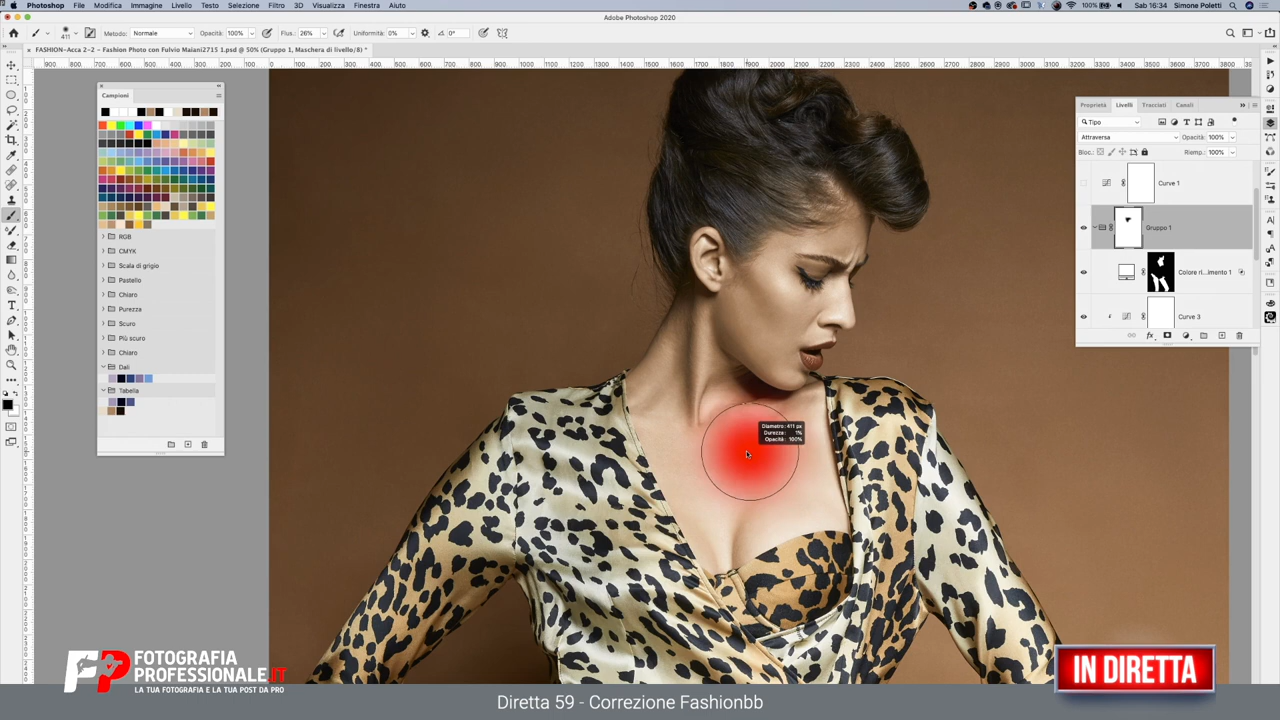 Photoshop File Modifica Immagine Livello Testo Selezione Filtro 3D Visualizza Finestra Aiuto
100% Sab 16:34 Simone Poletti
Adobe Photoshop 2020
411 Metodo: Normale Opacità: 100% Flus.: 26% Uniformità: 0% 0°
FASHION-Acca 2-2 - Fashion Photo con Fulvio Maiani2715 1.psd @ 50% (Gruppo 1, Maschera di livello/8) *
Campioni
RGB
CMYK
Scala di grigio
Pastello
Chiaro
Purezza
Scuro
Più scuro
Chiaro
Dalì
Tabella
Proprietà Livelli Tracciati Canali
Tipo
Attraversa Opacità: 100%
Bloc.: Riemp.: 100%
Curve 1
Gruppo 1
Colore ri...imento 1
Curve 3
Diametro: 411 px
Durezza: 1%
Opacità: 100%
FP FOTOGRAFIA
PROFESSIONALE.IT
LA TUA FOTOGRAFIA E LA TUA POST DA PRO
IN DIRETTA
Diretta 59 - Correzione Fashionbb